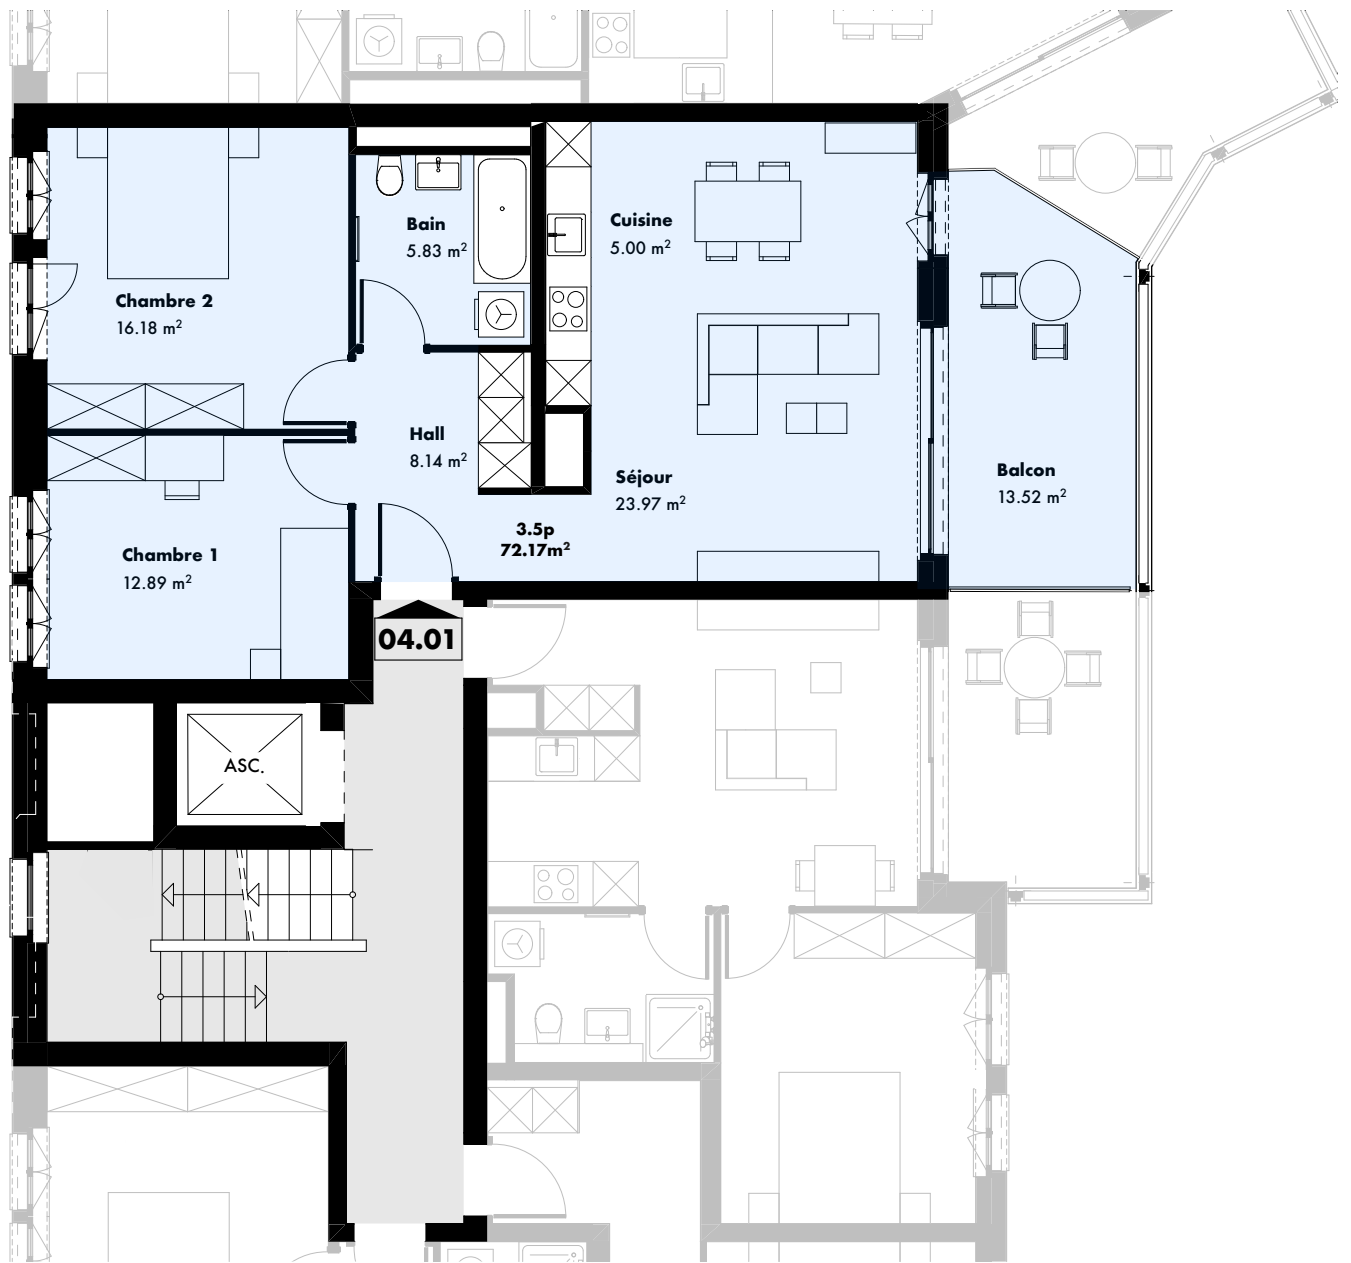 Chambre 2
16.18 m²
Bain
5.83 m²
Cuisine
5.00 m²
Hall
8.14 m²
Séjour
23.97 m²
Balcon
13.52 m²
3.5p
72.17m²
Chambre 1
12.89 m²
04.01
ASC.